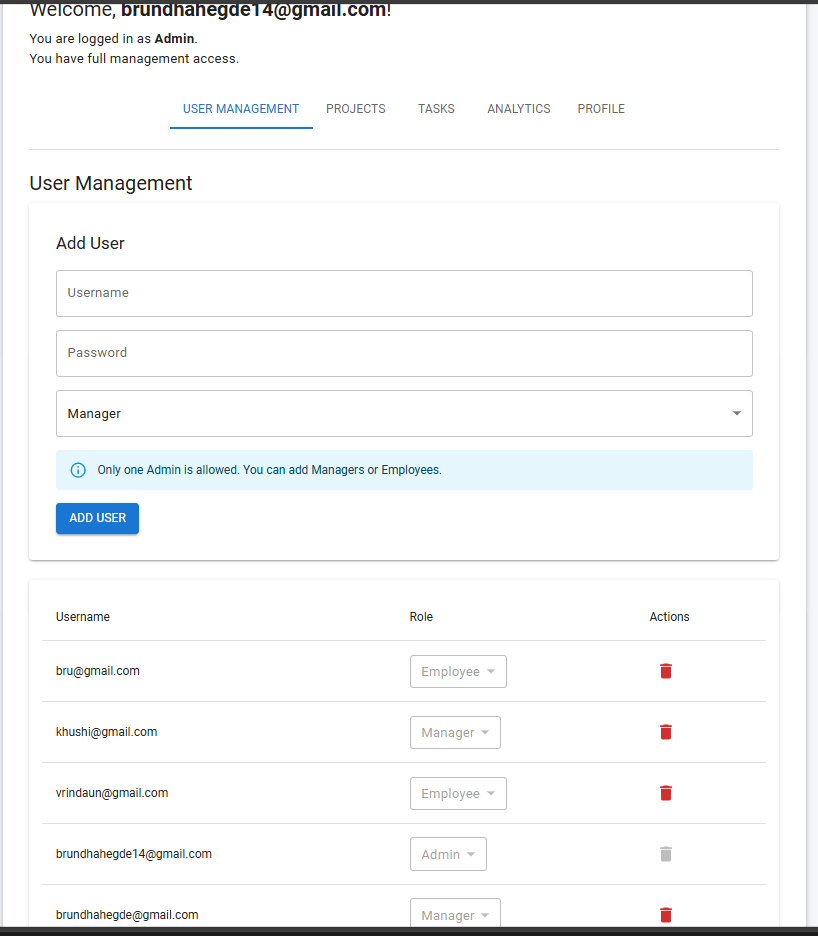 Welcome, brundhahegde14@gmail.com!
You are logged in as Admin.
You have full management access.
USER MANAGEMENT PROJECTS TASKS ANALYTICS PROFILE
User Management
Add User
Username
Password
Manager
Only one Admin is allowed. You can add Managers or Employees.
ADD USER
Username Role Actions
bru@gmail.com Employee
khushi@gmail.com Manager
vrindaun@gmail.com Employee
brundhahegde14@gmail.com Admin
brundhahegde@gmail.com Manager